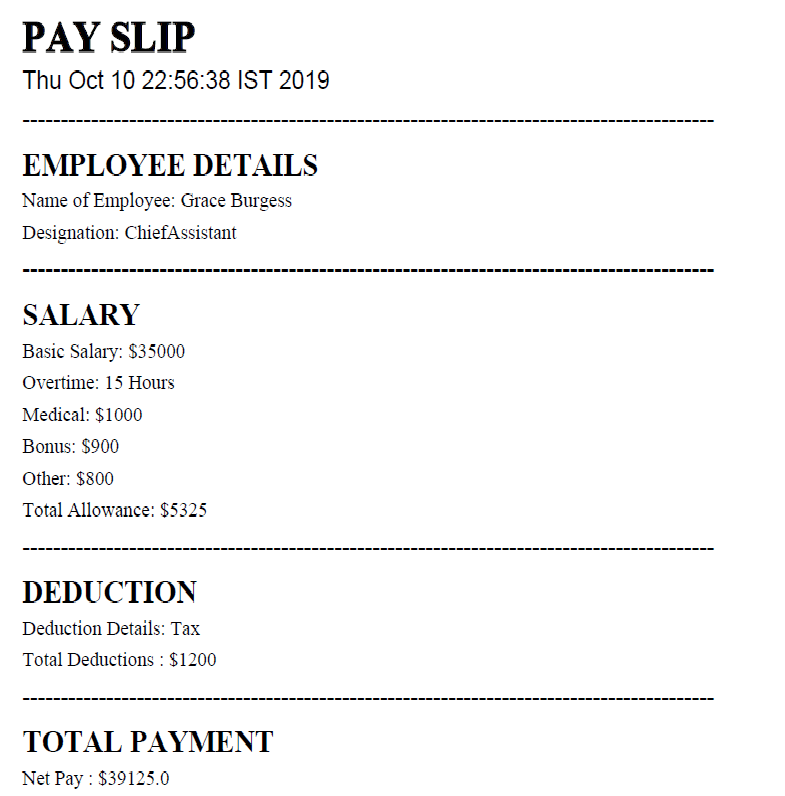 PAY SLIP
Thu Oct 10 22:56:38 IST 2019
-------------------------------------------------------------------------------------------
EMPLOYEE DETAILS
Name of Employee: Grace Burgess
Designation: ChiefAssistant
-------------------------------------------------------------------------------------------
SALARY
Basic Salary: $35000
Overtime: 15 Hours
Medical: $1000
Bonus: $900
Other: $800
Total Allowance: $5325
-------------------------------------------------------------------------------------------
DEDUCTION
Deduction Details: Tax
Total Deductions : $1200
-------------------------------------------------------------------------------------------
TOTAL PAYMENT
Net Pay : $39125.0